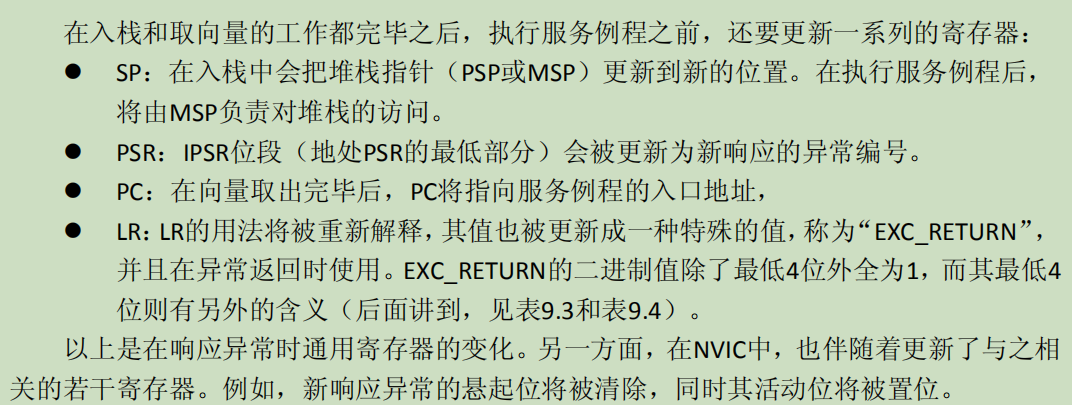 在入栈和取向量的工作都完毕之后，执行服务例程之前，还要更新一系列的寄存器：
● SP：在入栈中会把堆栈指针（PSP或MSP）更新到新的位置。在执行服务例程后，
将由MSP负责对堆栈的访问。
● PSR：IPSR位段（地处PSR的最低部分）会被更新为新响应的异常编号。
● PC：在向量取出完毕后，PC将指向服务例程的入口地址，
● LR：LR的用法将被重新解释，其值也被更新成一种特殊的值，称为“EXC_RETURN”，
并且在异常返回时使用。EXC_RETURN的二进制值除了最低4位外全为1，而其最低4
位则有另外的含义（后面讲到，见表9.3和表9.4）。
以上是在响应异常时通用寄存器的变化。另一方面，在NVIC中，也伴随着更新了与之相
关的若干寄存器。例如，新响应异常的悬起位将被清除，同时其活动位将被置位。